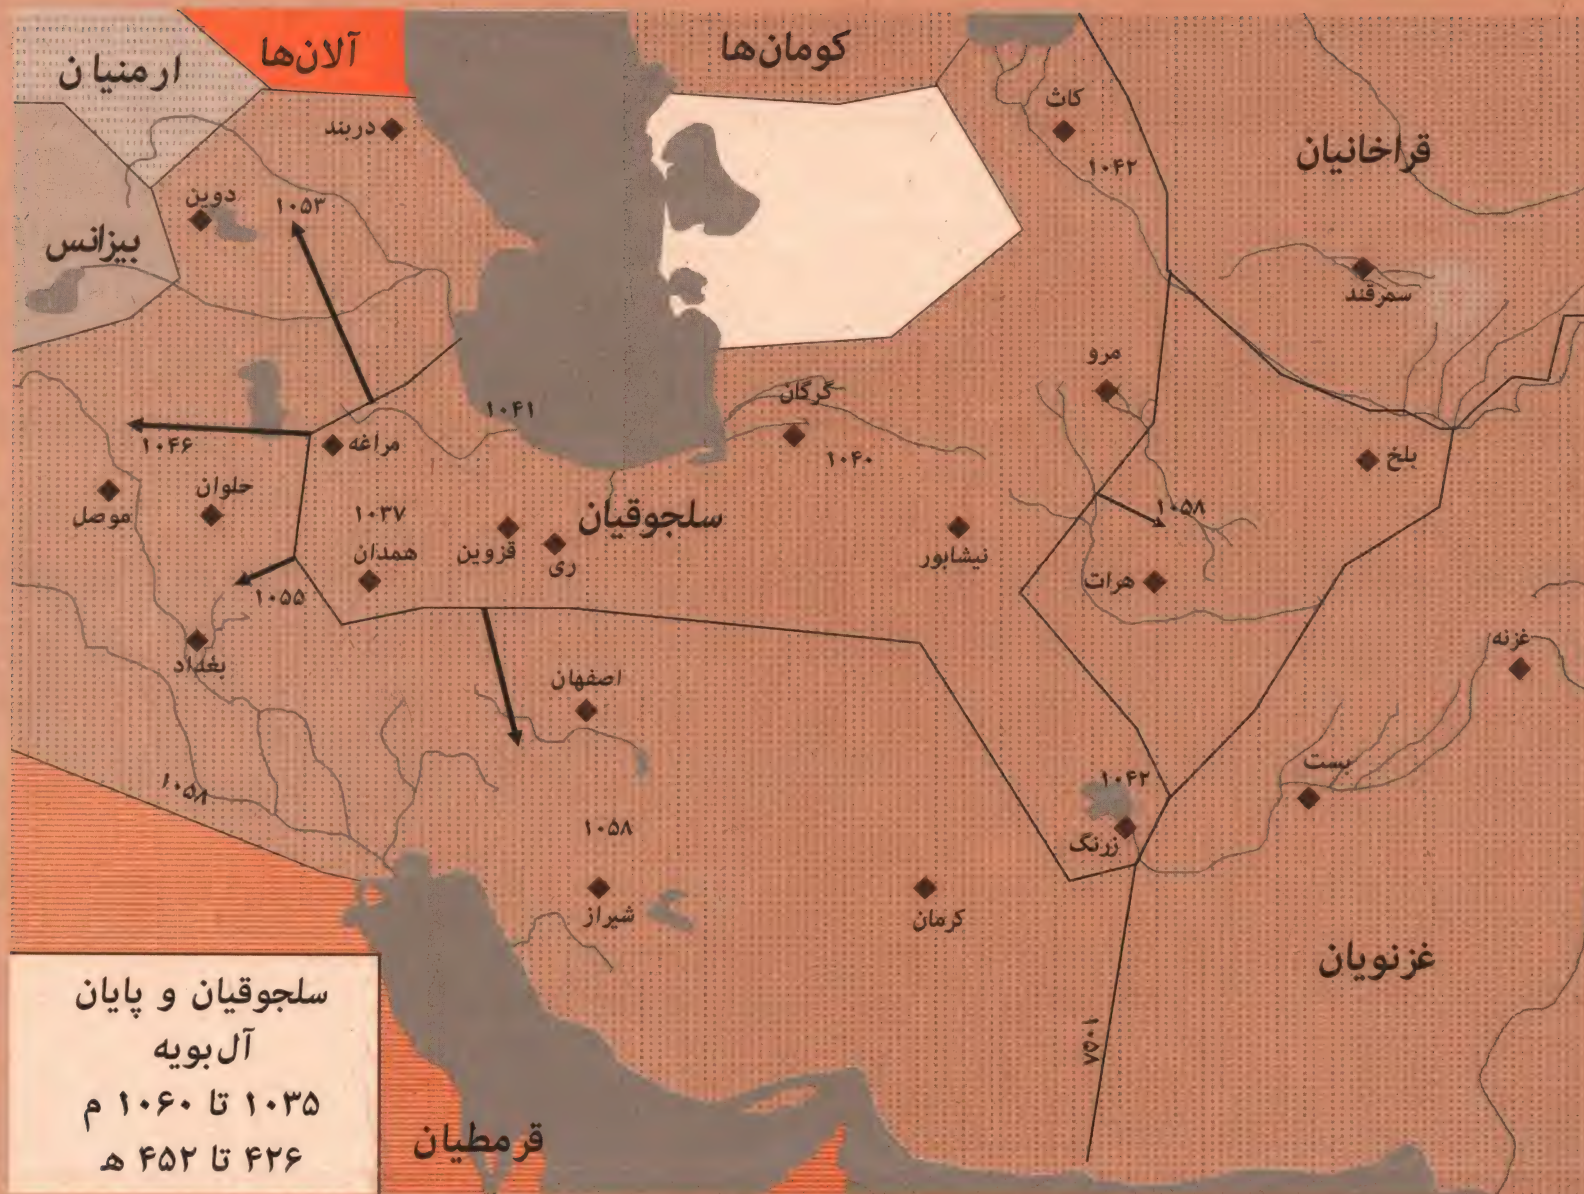 آلان‌ها
کومان‌ها
ارمنیان
کاث
دربند
قراخانیان
۱۰۴۲
دوین
۱۰۵۳
بیزانس
سمرقند
مرو
گرگان
۱۰۴۱
۱۰۴۶
مراغه
۱۰۴۰
بلخ
حلوان
موصل
۱۰۳۷
سلجوقیان
۱۰۵۸
همدان
قزوین
ری
نیشابور
هرات
۱۰۵۵
بغداد
غزنه
اصفهان
بست
۱۰۴۲
۱۰۵۸
۱۰۵۸
زرنگ
شیراز
کرمان
غزنویان
سلجوقیان و پایان
آل‌بویه
۱۰۳۵ تا ۱۰۶۰ م
۴۲۶ تا ۴۵۲ ه
قرمطیان